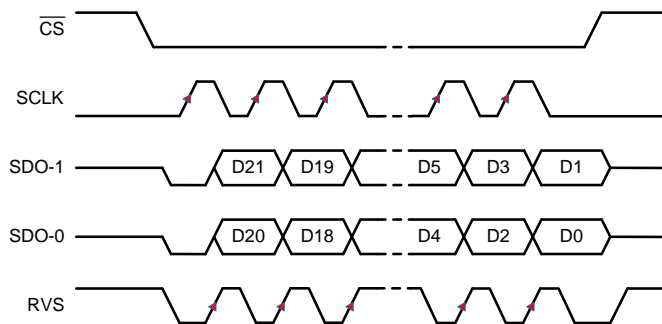 CS
SCLK
SDO-1 D21 D19 D5 D3 D1
SDO-0 D20 D18 D4 D2 D0
RVS